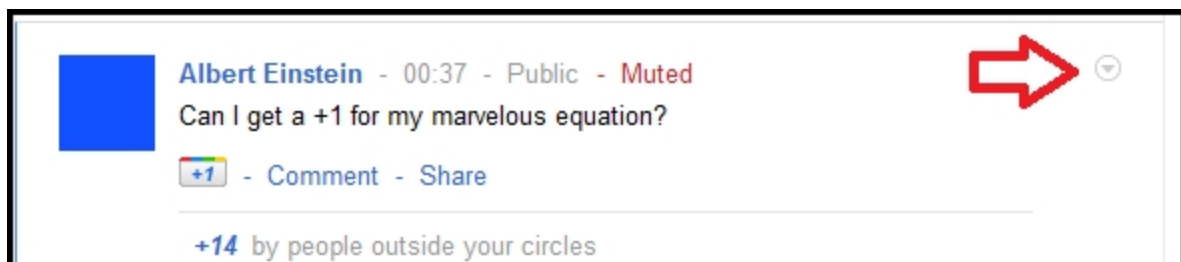 Albert Einstein - 00:37 - Public - Muted
Can I get a +1 for my marvelous equation?
+1 - Comment - Share
+14 by people outside your circles